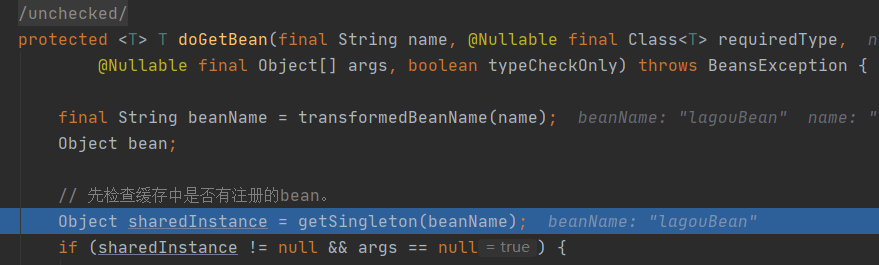 /unchecked/
protected <T> T doGetBean(final String name, @Nullable final Class<T> requiredType,
@Nullable final Object[] args, boolean typeCheckOnly) throws BeansException {
final String beanName = transformedBeanName(name); beanName: "lagouBean" name: "
Object bean;
// 先检查缓存中是否有注册的bean。
Object sharedInstance = getSingleton(beanName); beanName: "lagouBean"
if (sharedInstance != null && args == null = true ) {